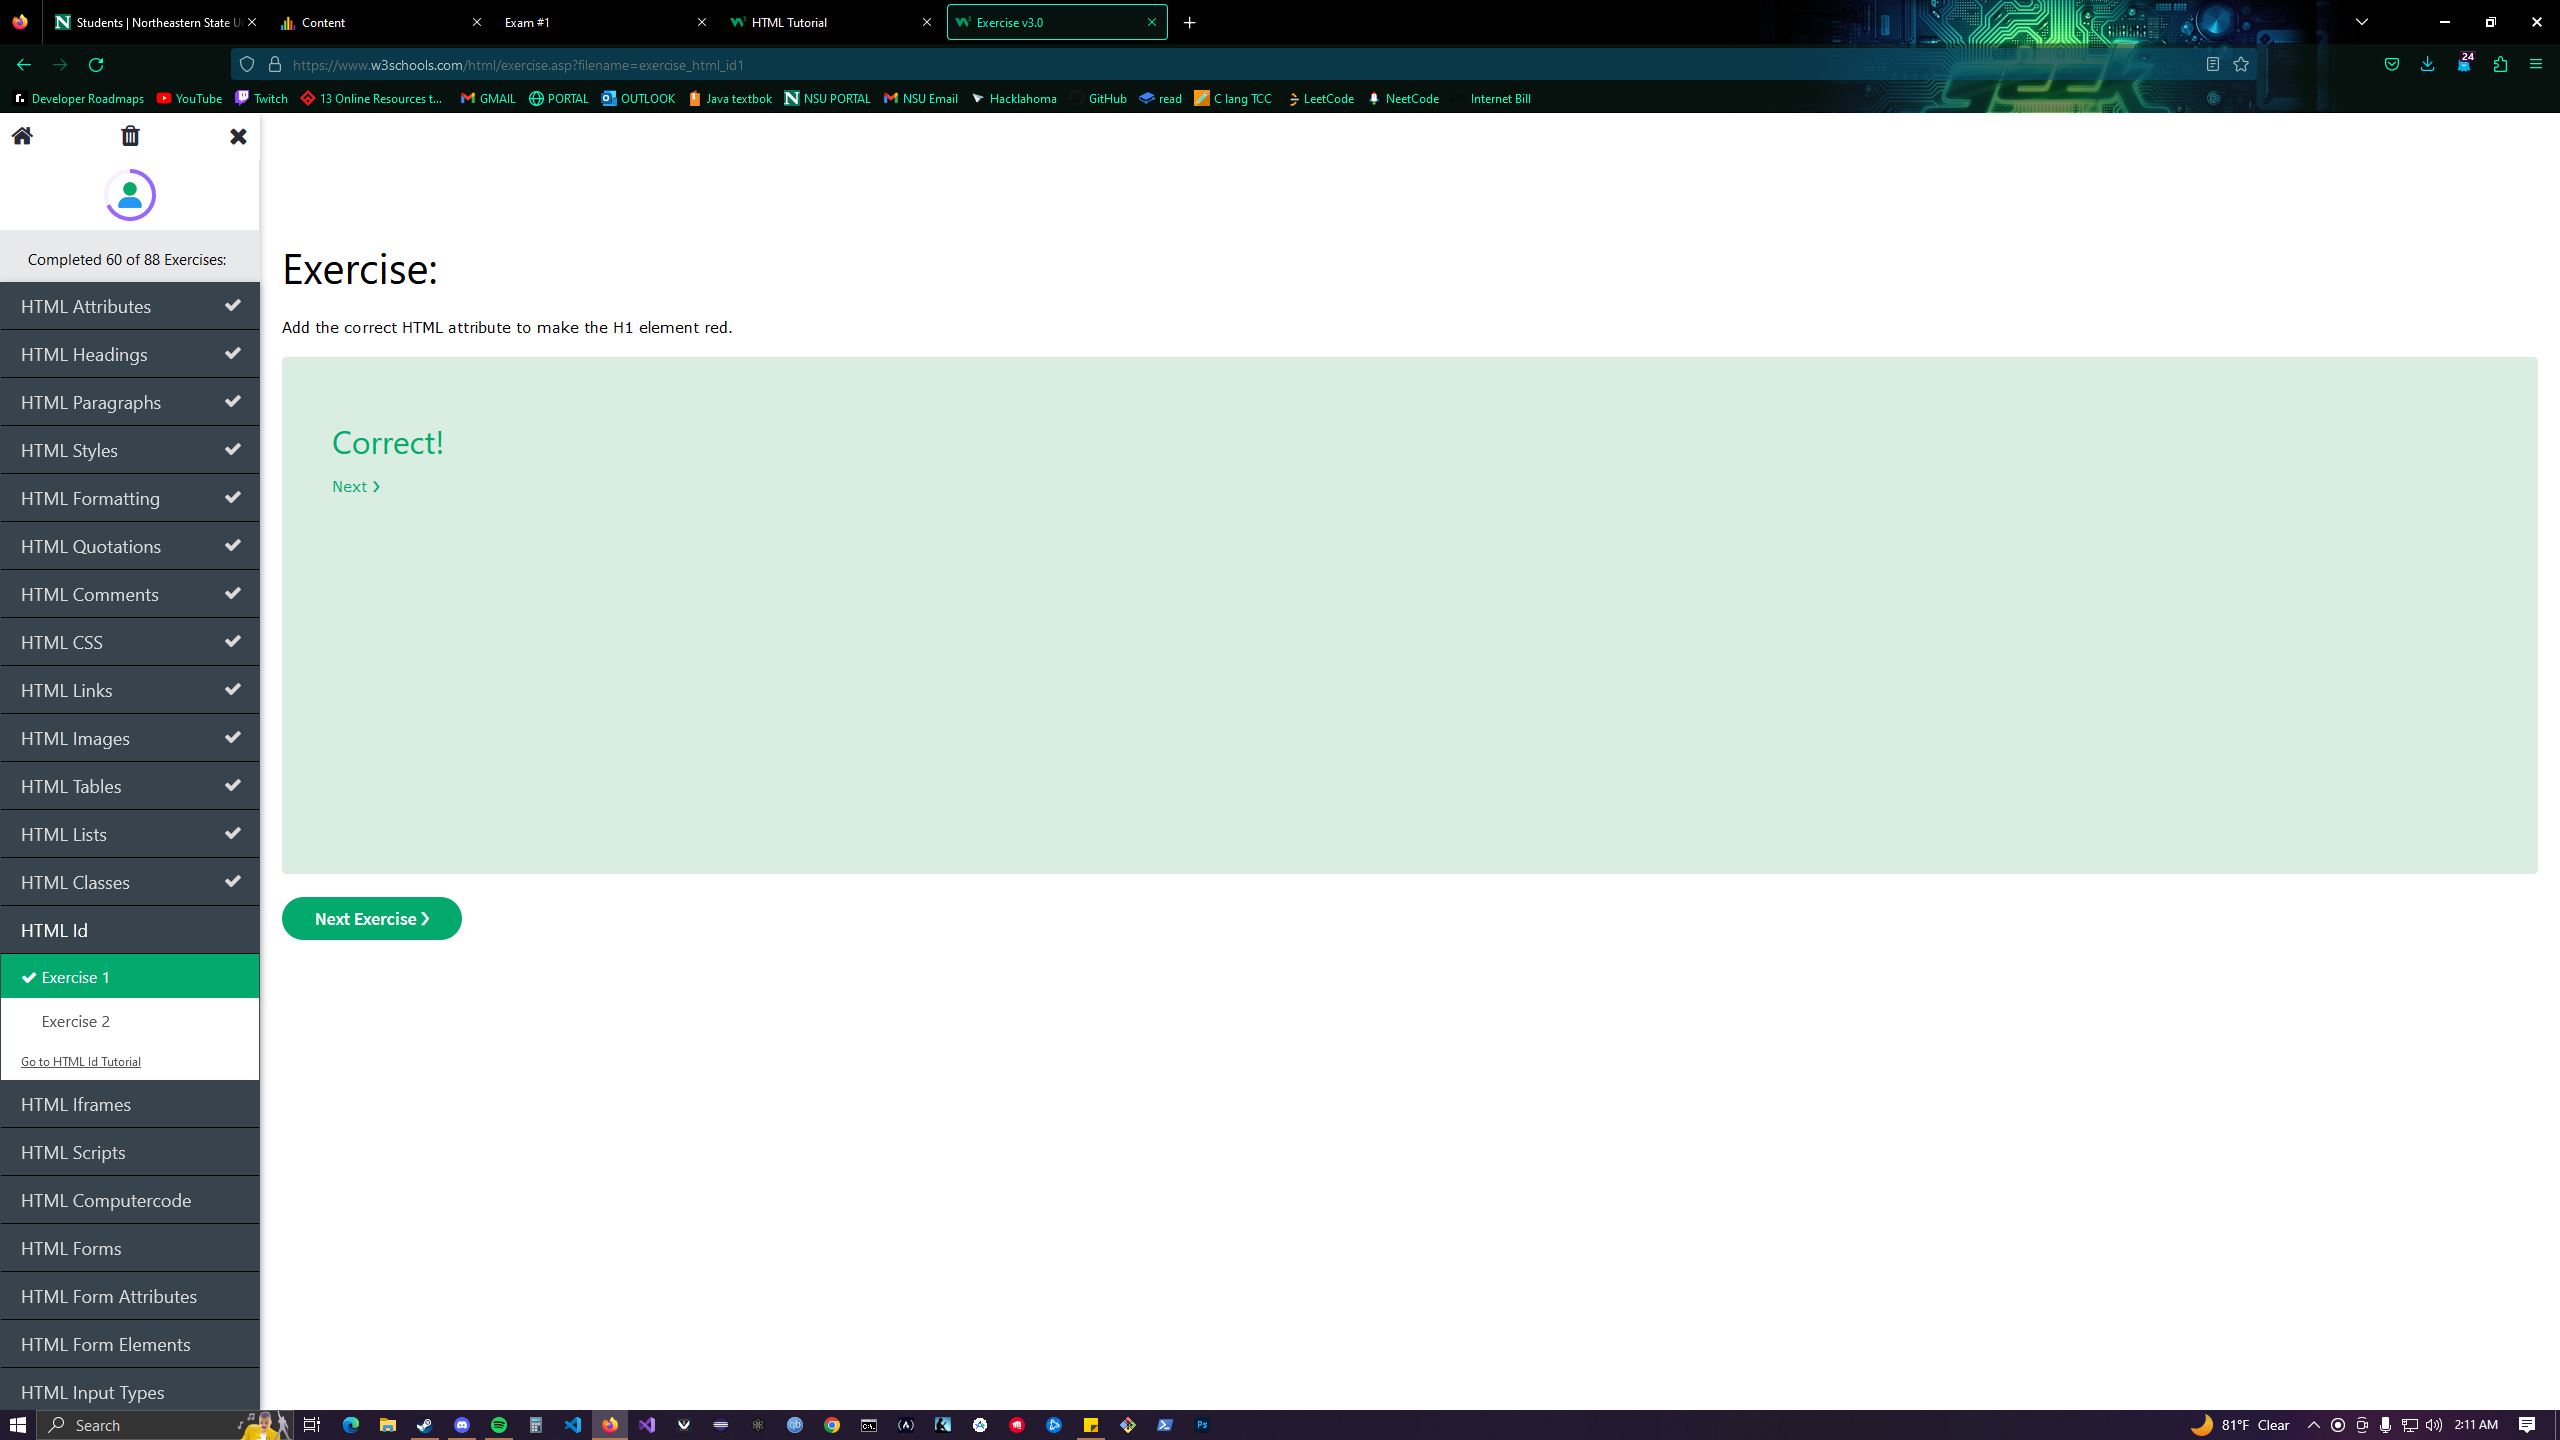 Students | Northeastern State U
Content
Exam #1
HTML Tutorial
Exercise v3.0
https://www.w3schools.com/html/exercise.asp?filename=exercise_html_id1
24
Developer Roadmaps
YouTube
Twitch
13 Online Resources t...
GMAIL
PORTAL
OUTLOOK
Java textbok
NSU PORTAL
NSU Email
Hacklahoma
GitHub
read
C lang TCC
LeetCode
NeetCode
Internet Bill
Completed 60 of 88 Exercises:
HTML Attributes
HTML Headings
HTML Paragraphs
HTML Styles
HTML Formatting
HTML Quotations
HTML Comments
HTML CSS
HTML Links
HTML Images
HTML Tables
HTML Lists
HTML Classes
HTML Id
Exercise 1
Exercise 2
Go to HTML Id Tutorial
HTML Iframes
HTML Scripts
HTML Computercode
HTML Forms
HTML Form Attributes
HTML Form Elements
HTML Input Types
Exercise:
Add the correct HTML attribute to make the H1 element red.
Correct!
Next ❯
Next Exercise ❯
Search
Ps
81°F Clear
2:11 AM